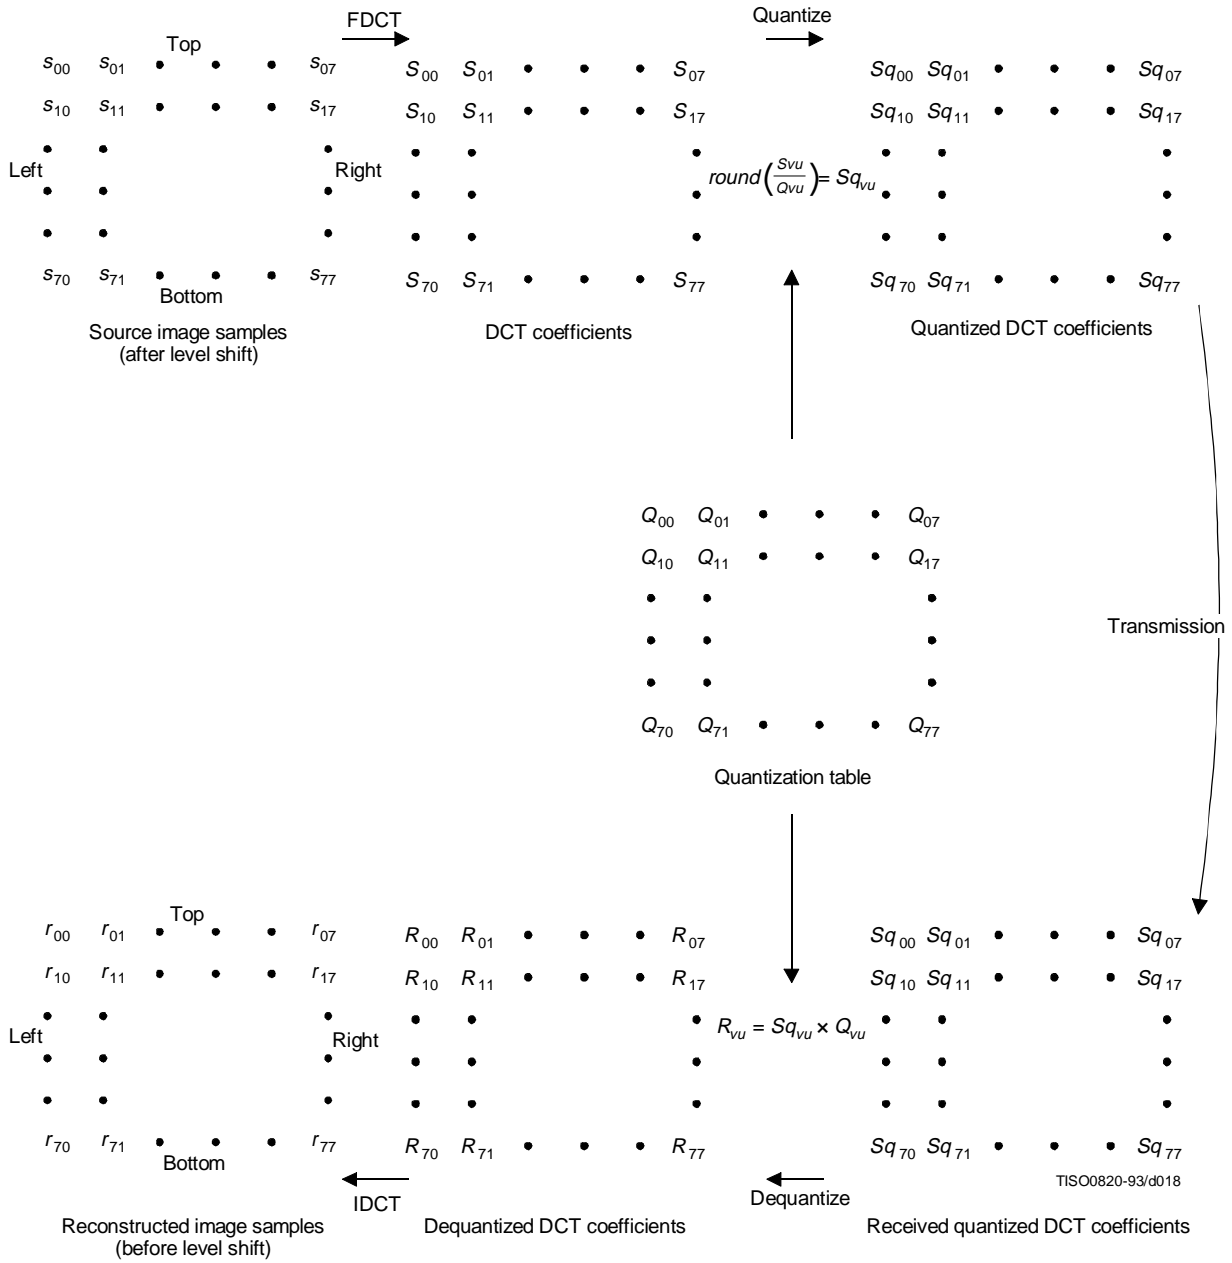 FDCT
Quantize
Top
s00 s01 • • • s07
S00 S01 • • • S07
Sq00 Sq01 • • • Sq07
s10 s11 • • • s17
S10 S11 • • • S17
Sq10 Sq11 • • • Sq17
Left
Right
round(Svu/Qvu)= Sqvu
s70 s71 • • • s77
S70 S71 • • • S77
Sq70 Sq71 • • • Sq77
Bottom
Source image samples
(after level shift)
DCT coefficients
Quantized DCT coefficients
Q00 Q01 • • • Q07
Q10 Q11 • • • Q17
Transmission
Q70 Q71 • • • Q77
Quantization table
Top
r00 r01 • • • r07
R00 R01 • • • R07
Sq00 Sq01 • • • Sq07
r10 r11 • • • r17
R10 R11 • • • R17
Sq10 Sq11 • • • Sq17
Left
Right
Rvu = Sqvu × Qvu
r70 r71 • • • r77
R70 R71 • • • R77
Sq70 Sq71 • • • Sq77
Bottom
TISO0820-93/d018
IDCT
Dequantize
Reconstructed image samples
(before level shift)
Dequantized DCT coefficients
Received quantized DCT coefficients